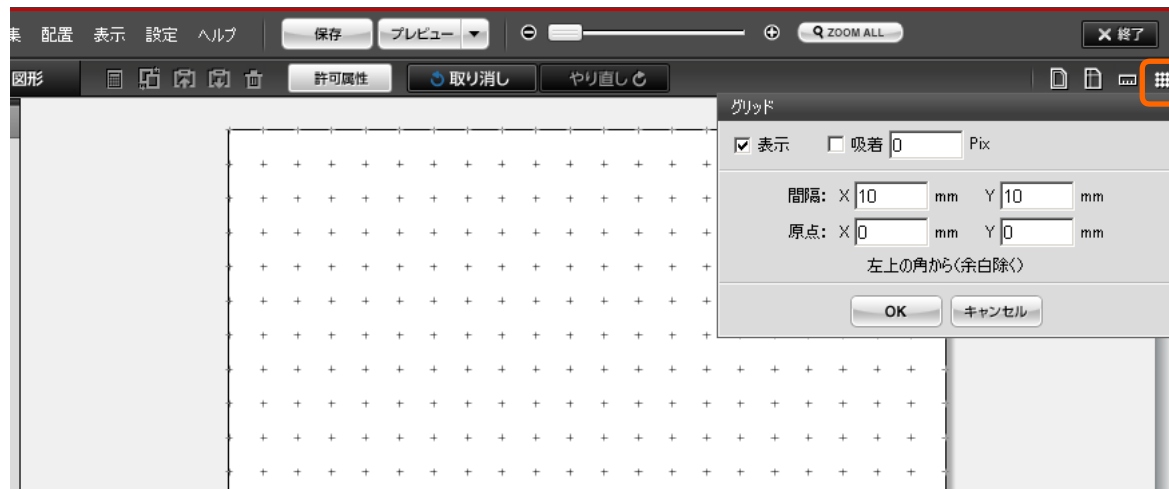 集 配置 表示 設定 ヘルプ 保存 プレビュー ZOOM ALL 終了
図形 許可属性 取り消し やり直し
グリッド
表示 吸着 0 Pix
間隔: X 10 mm Y 10 mm
原点: X 0 mm Y 0 mm
左上の角から(余白除く)
OK キャンセル